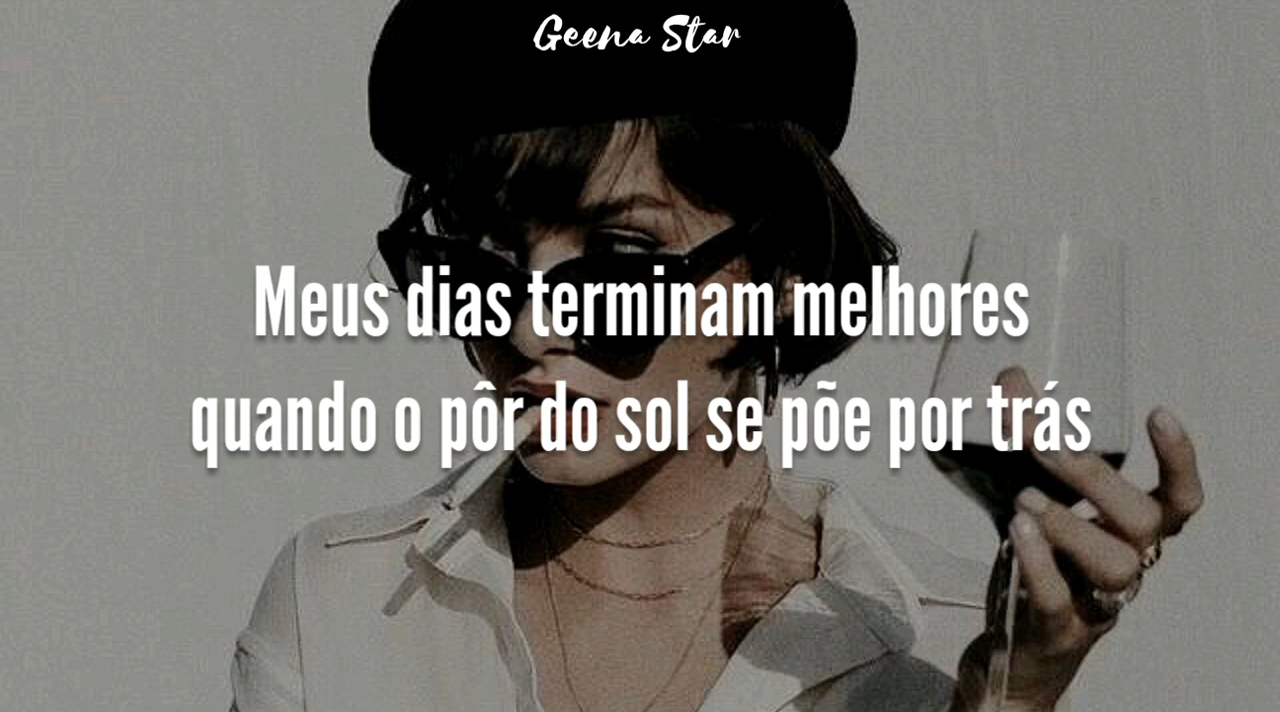 Geena Star
Meus dias terminam melhores
quando o pôr do sol se põe por trás